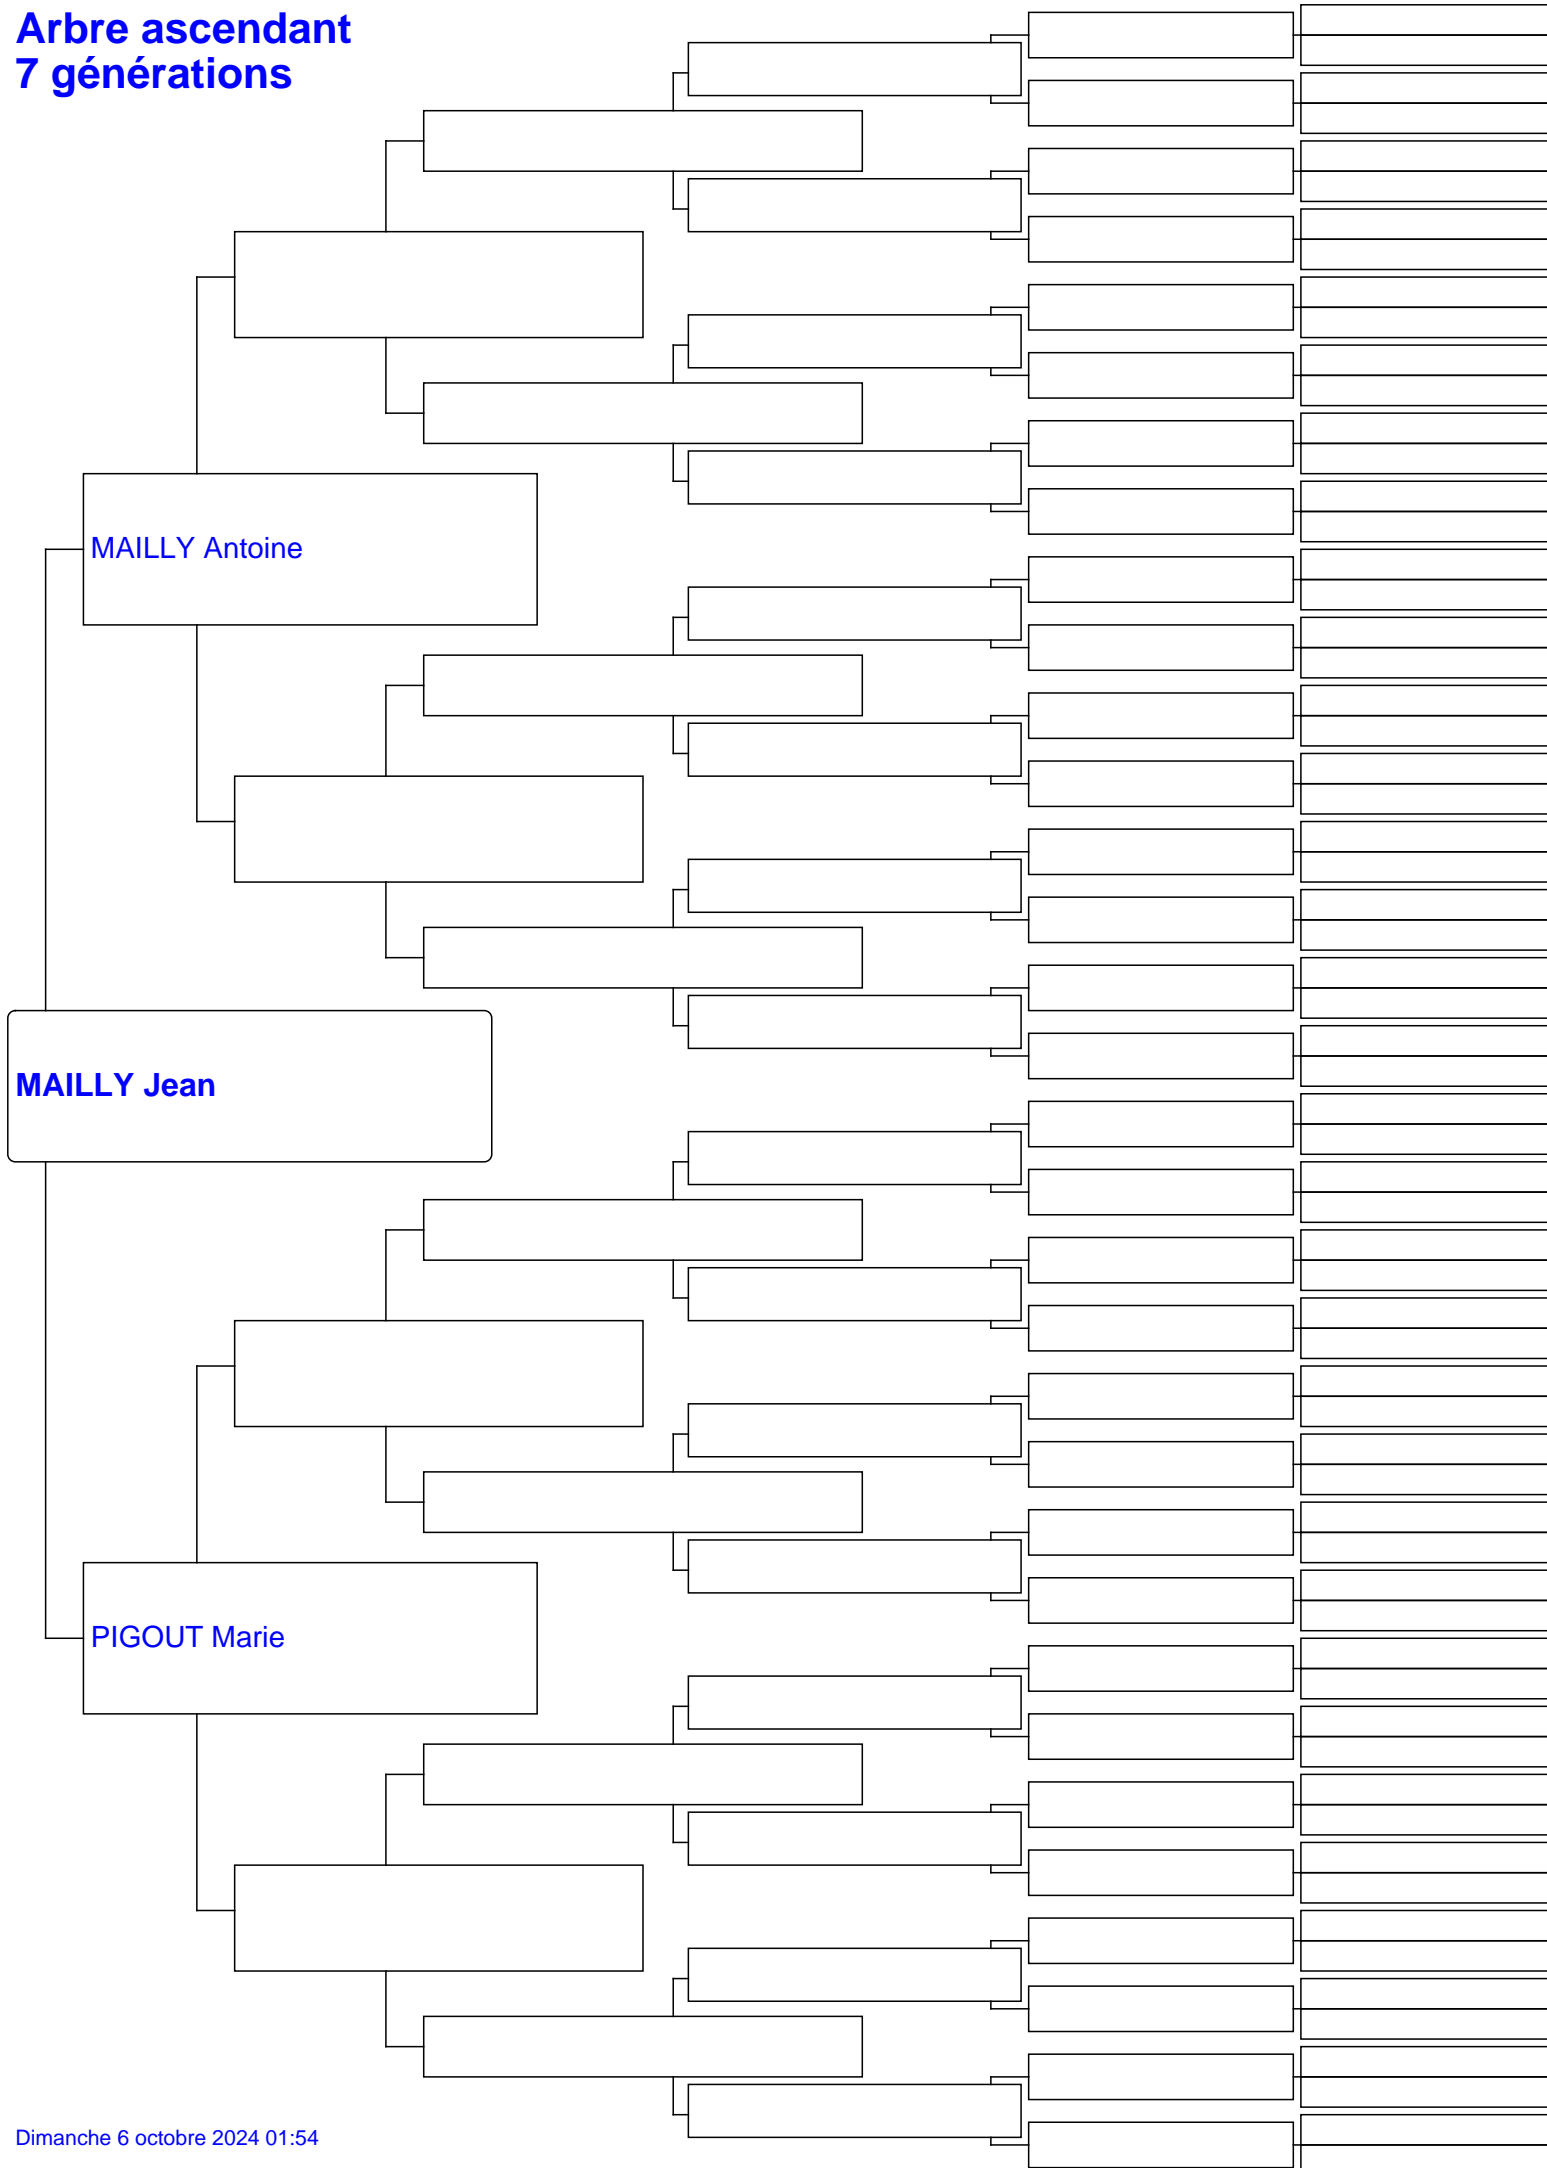 Arbre ascendant
7 générations
MAILLY Antoine
MAILLY Jean
PIGOUT Marie
Dimanche 6 octobre 2024 01:54